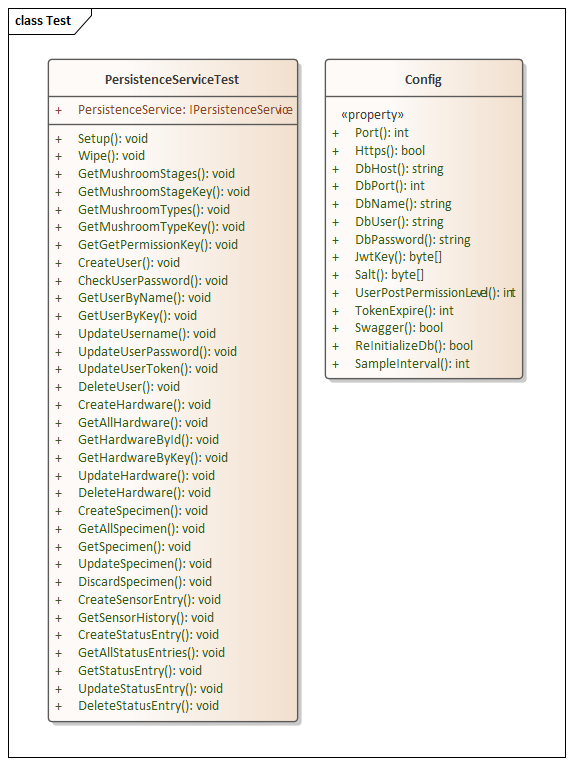 class Test
PersistenceServiceTest
+ PersistenceService: IPersistenceService
+ Setup(): void
+ Wipe(): void
+ GetMushroomStages(): void
+ GetMushroomStageKey(): void
+ GetMushroomTypes(): void
+ GetMushroomTypeKey(): void
+ GetGetPermissionKey(): void
+ CreateUser(): void
+ CheckUserPassword(): void
+ GetUserByName(): void
+ GetUserByKey(): void
+ UpdateUsername(): void
+ UpdateUserPassword(): void
+ UpdateUserToken(): void
+ DeleteUser(): void
+ CreateHardware(): void
+ GetAllHardware(): void
+ GetHardwareById(): void
+ GetHardwareByKey(): void
+ UpdateHardware(): void
+ DeleteHardware(): void
+ CreateSpecimen(): void
+ GetAllSpecimen(): void
+ GetSpecimen(): void
+ UpdateSpecimen(): void
+ DiscardSpecimen(): void
+ CreateSensorEntry(): void
+ GetSensorHistory(): void
+ CreateStatusEntry(): void
+ GetAllStatusEntries(): void
+ GetStatusEntry(): void
+ UpdateStatusEntry(): void
+ DeleteStatusEntry(): void
Config
«property»
+ Port(): int
+ Https(): bool
+ DbHost(): string
+ DbPort(): int
+ DbName(): string
+ DbUser(): string
+ DbPassword(): string
+ JwtKey(): byte[]
+ Salt(): byte[]
+ UserPostPermissionLevel(): int
+ TokenExpire(): int
+ Swagger(): bool
+ ReInitializeDb(): bool
+ SampleInterval(): int